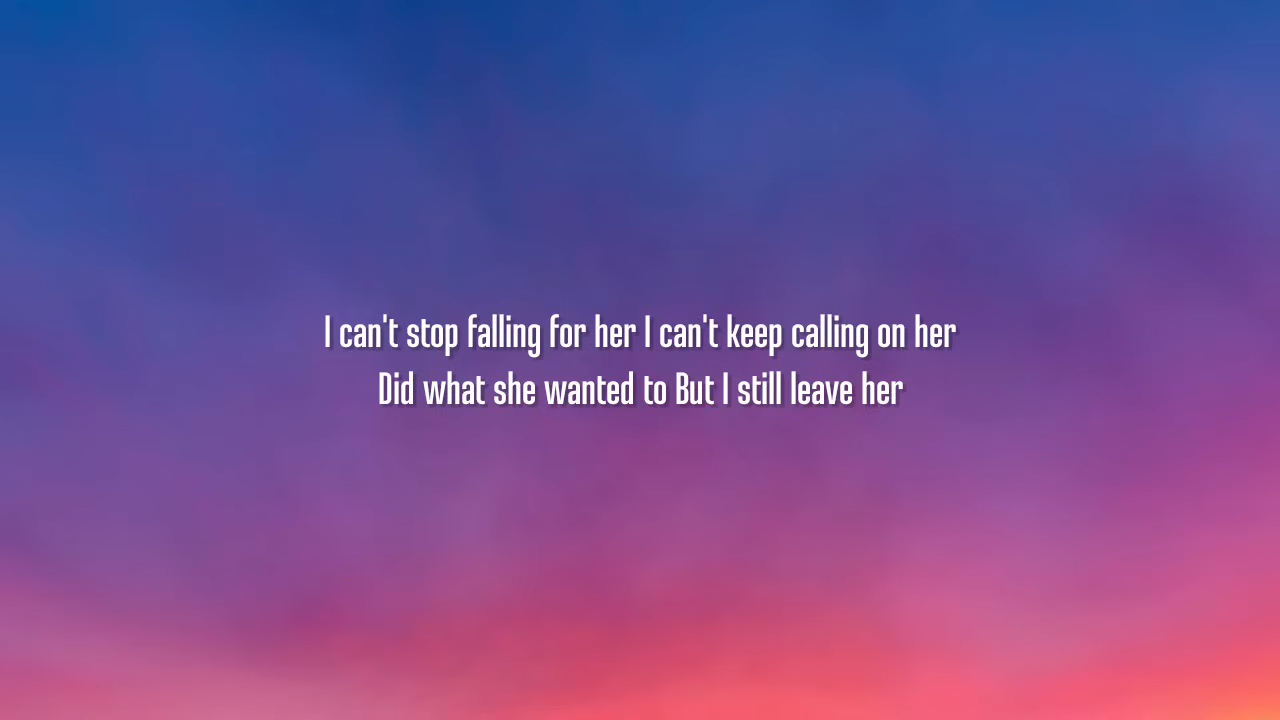 I can't stop falling for her I can't keep calling on her
Did what she wanted to But I still leave her